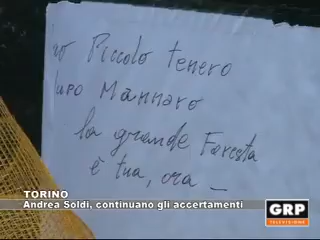 Piccolo tenero
lupo Mannaro
la grande Foresta
è tua, ora _
TORINO
Andrea Soldi, continuano gli accertamenti
GRP
TELEVISIONE